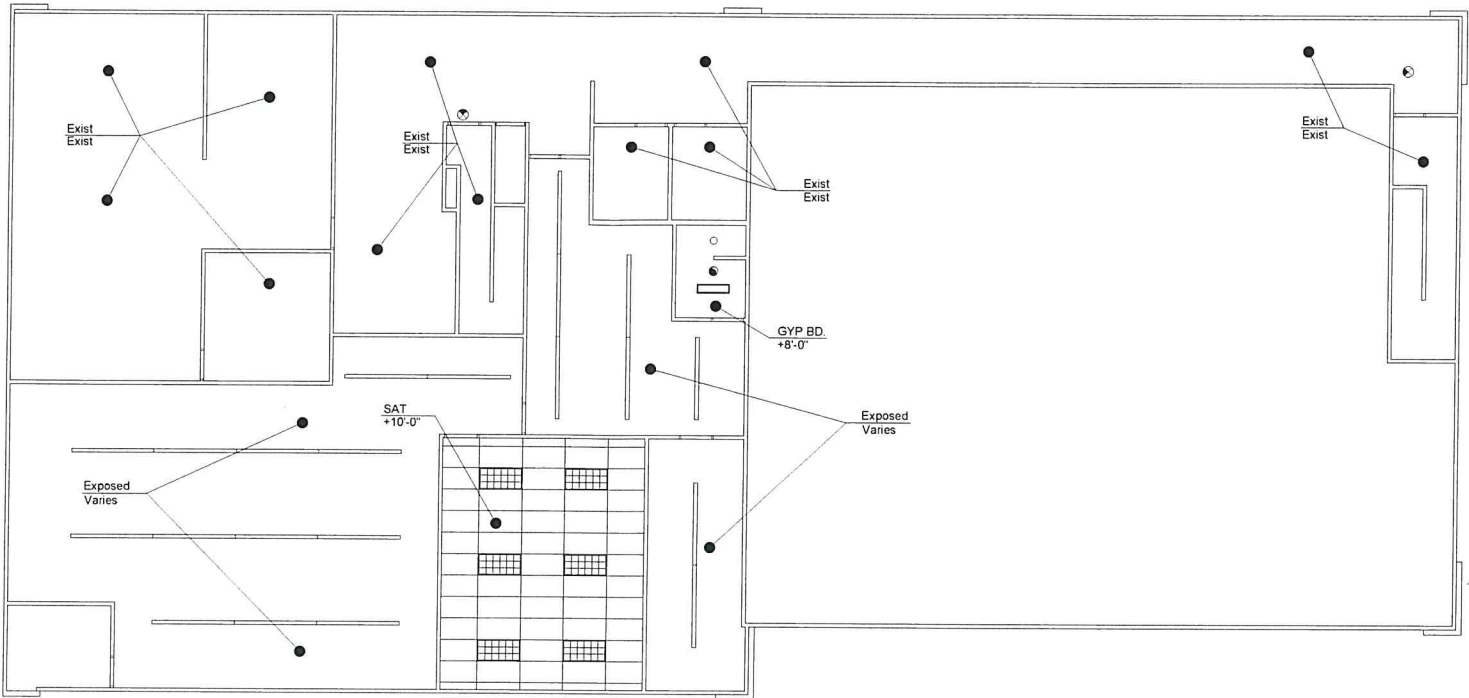 Exist
Exist
Exist
Exist
Exist
Exist
Exist
Exist
GYP BD.
+8'-0"
SAT
+10'-0"
Exposed
Varies
Exposed
Varies